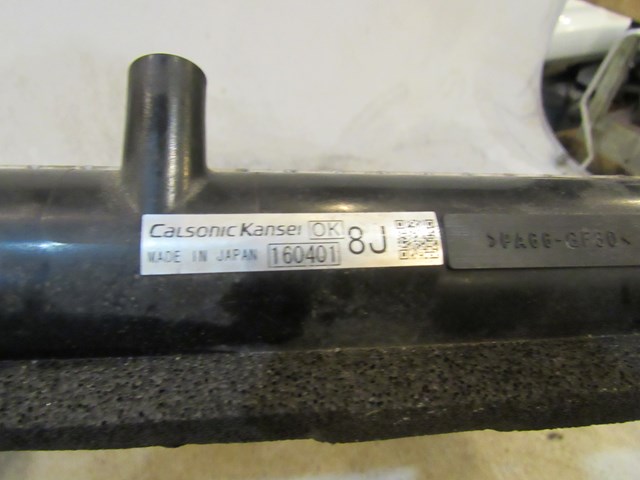 CaLsonic Kansei OK 8J
MADE IN JAPAN 160401
>PA66-GF30<